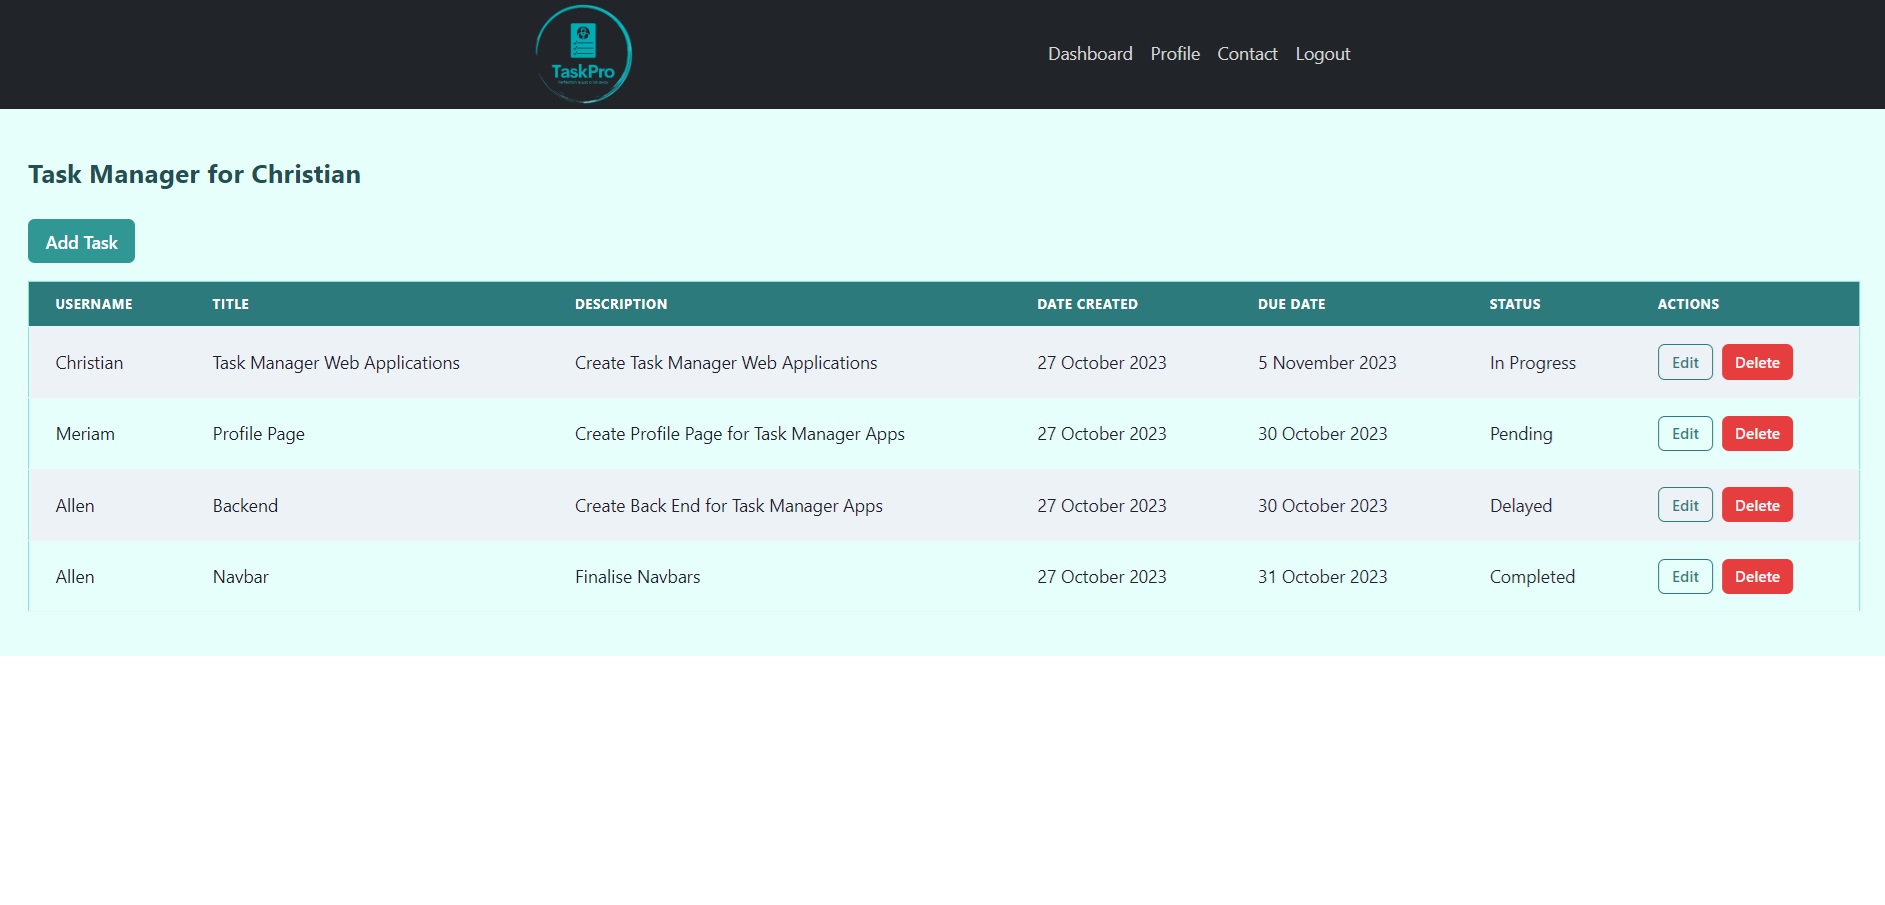 TaskPro
Dashboard Profile Contact Logout
Task Manager for Christian
Add Task
USERNAME TITLE DESCRIPTION DATE CREATED DUE DATE STATUS ACTIONS
Christian Task Manager Web Applications Create Task Manager Web Applications 27 October 2023 5 November 2023 In Progress Edit Delete
Meriam Profile Page Create Profile Page for Task Manager Apps 27 October 2023 30 October 2023 Pending Edit Delete
Allen Backend Create Back End for Task Manager Apps 27 October 2023 30 October 2023 Delayed Edit Delete
Allen Navbar Finalise Navbars 27 October 2023 31 October 2023 Completed Edit Delete